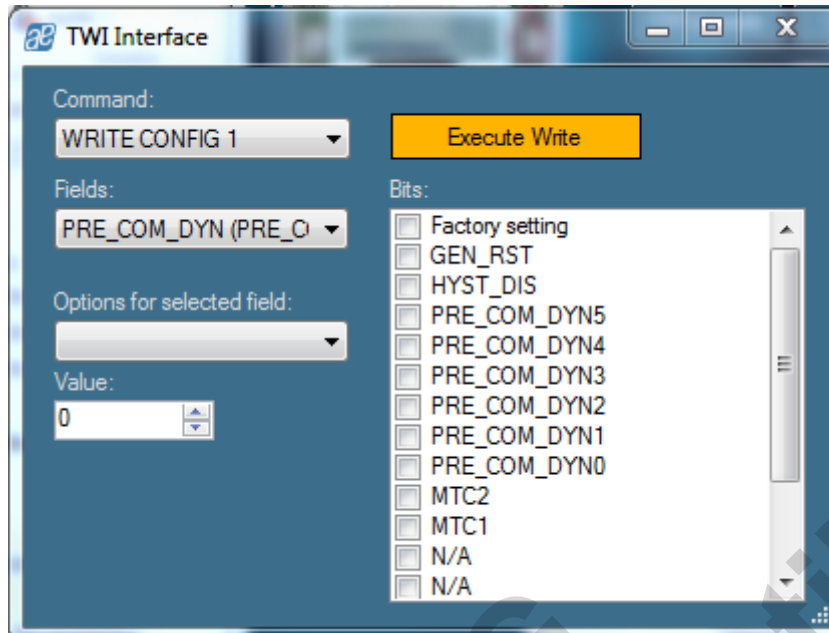 TWI Interface
Command:
WRITE CONFIG 1
Execute Write
Fields:
PRE_COM_DYN (PRE_C
Options for selected field:
Value:
0
Bits:
Factory setting
GEN_RST
HYST_DIS
PRE_COM_DYN5
PRE_COM_DYN4
PRE_COM_DYN3
PRE_COM_DYN2
PRE_COM_DYN1
PRE_COM_DYN0
MTC2
MTC1
N/A
N/A